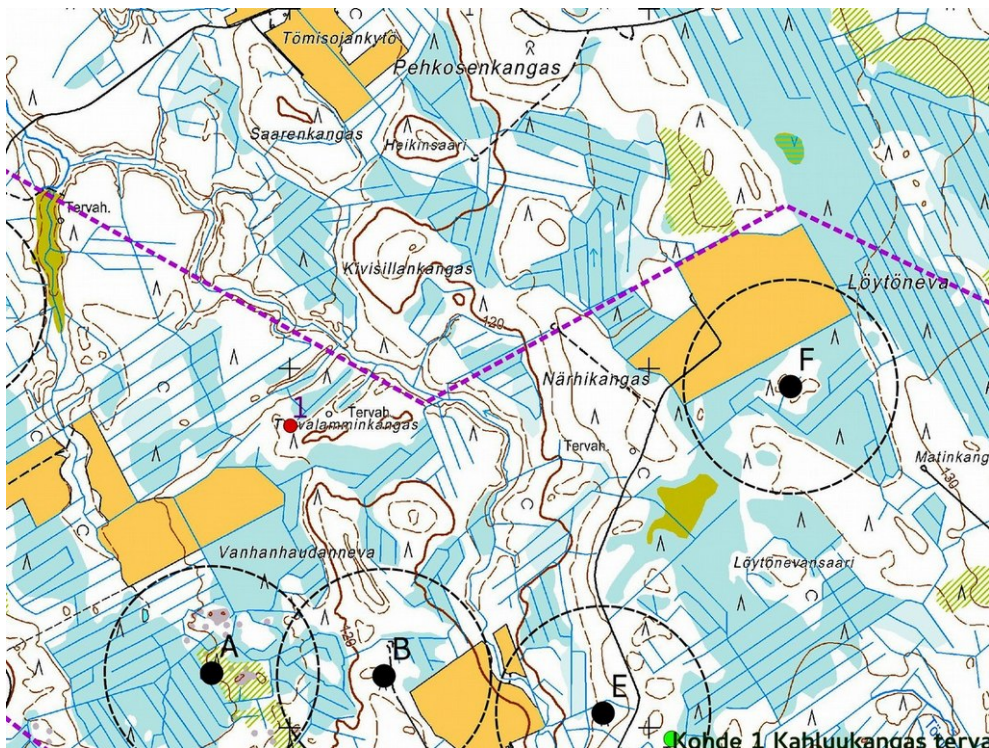 Tömisojankytö
Pehkosenkangas
Saarenkangas
Heikinsaari
Tervah.
Kivisillankangas
Löytöneva
120
Närhikangas
F
1
Tervah.
Tervalamminkangas
Tervah.
Matinkang
130
Vanhanhaudanneva
Löytönevansaari
A
B
120
E
Kohde 1 Kahluukangas terva